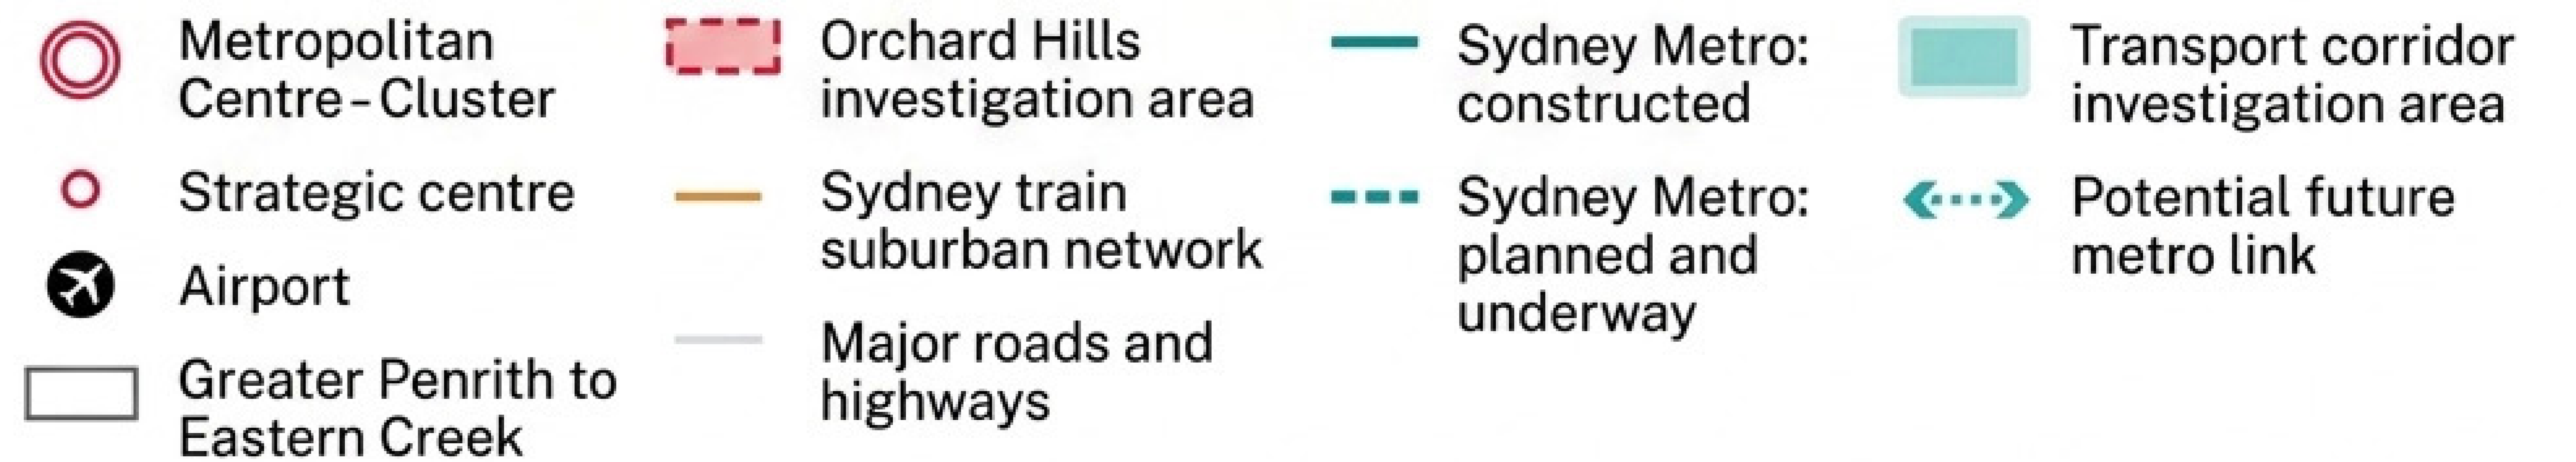 Metropolitan
Centre - Cluster
Strategic centre
Airport
Greater Penrith to
Eastern Creek
Orchard Hills
investigation area
Sydney train
suburban network
Major roads and
highways
Sydney Metro:
constructed
Sydney Metro:
planned and
underway
Transport corridor
investigation area
Potential future
metro link